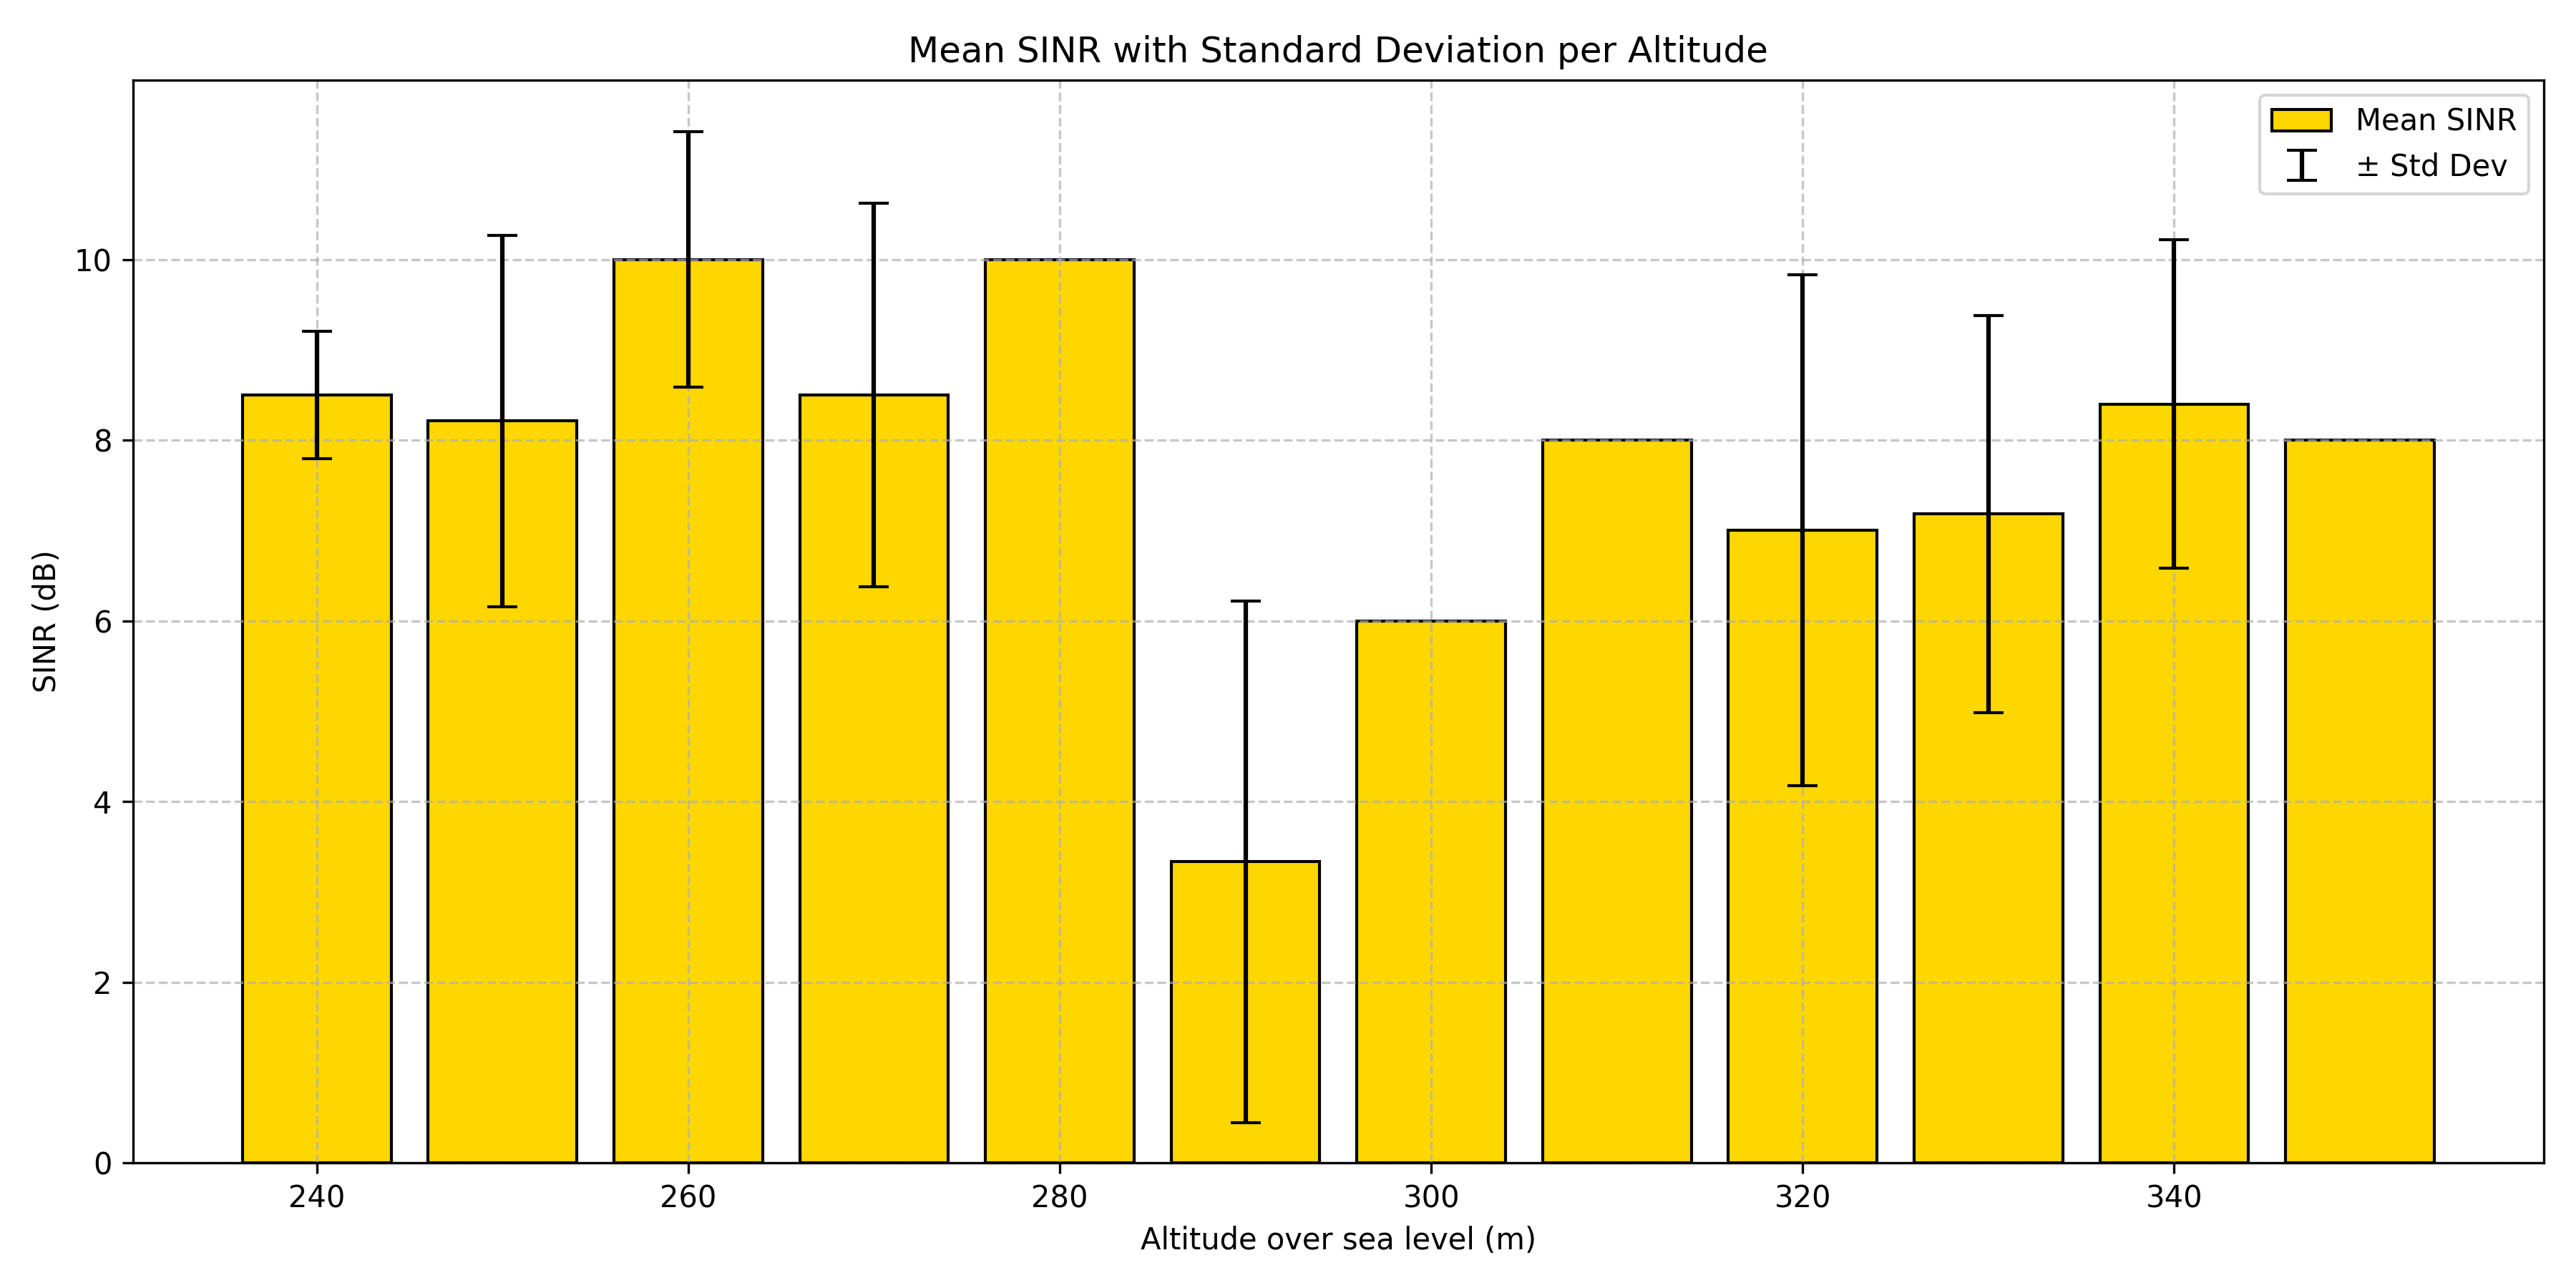 Mean SINR with Standard Deviation per Altitude
Mean SINR
± Std Dev
SINR (dB)
10
8
6
4
2
0
240 260 280 300 320 340
Altitude over sea level (m)